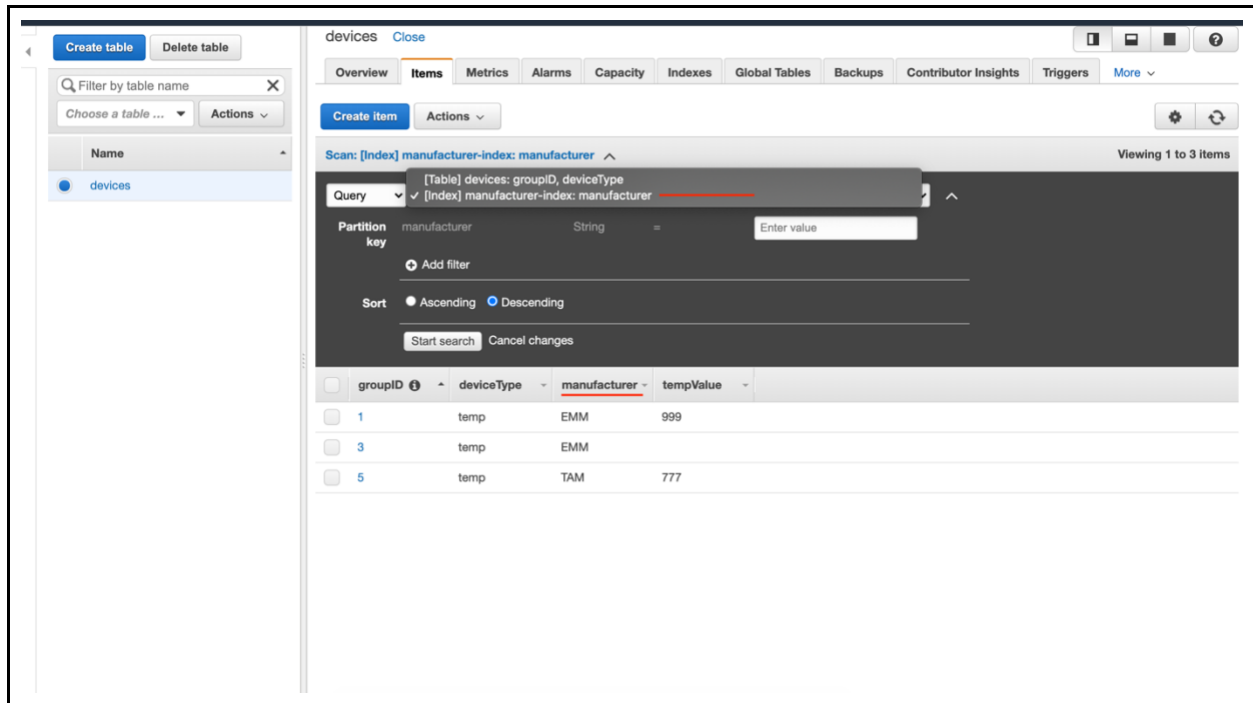 Create table Delete table
Filter by table name
Choose a table ... Actions
Name
devices
devices Close
Overview Items Metrics Alarms Capacity Indexes Global Tables Backups Contributor Insights Triggers More
Create item Actions
Scan: [Index] manufacturer-index: manufacturer Viewing 1 to 3 items
[Table] devices: groupID, deviceType
Query ✓ [Index] manufacturer-index: manufacturer
Partition key manufacturer String = Enter value
Add filter
Sort Ascending Descending
Start search Cancel changes
groupID deviceType manufacturer tempValue
1 temp EMM 999
3 temp EMM
5 temp TAM 777